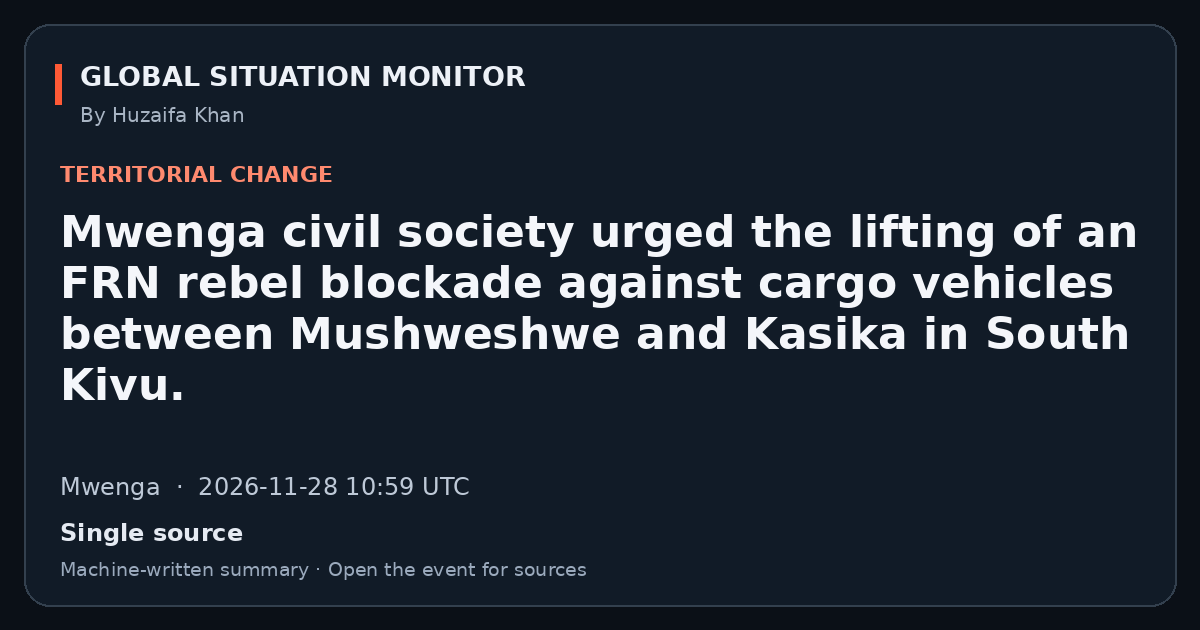 GLOBAL SITUATION MONITOR
By Huzaifa Khan
TERRITORIAL CHANGE
Mwenga civil society urged the lifting of an
FRN rebel blockade against cargo vehicles
between Mushweshwe and Kasika in South
Kivu.
Mwenga · 2026-11-28 10:59 UTC
Single source
Machine-written summary · Open the event for sources